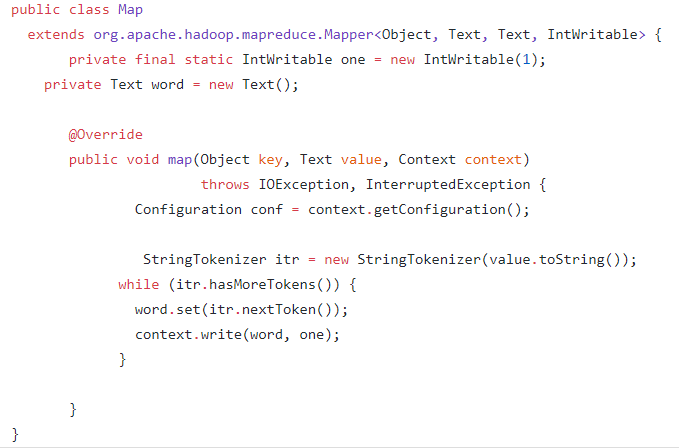 public class Map
  extends org.apache.hadoop.mapreduce.Mapper<Object, Text, Text, IntWritable> {
       private final static IntWritable one = new IntWritable(1);
    private Text word = new Text();

       @Override
       public void map(Object key, Text value, Context context)
                       throws IOException, InterruptedException {
               Configuration conf = context.getConfiguration();

                StringTokenizer itr = new StringTokenizer(value.toString());
             while (itr.hasMoreTokens()) {
               word.set(itr.nextToken());
               context.write(word, one);
             }

       }
}